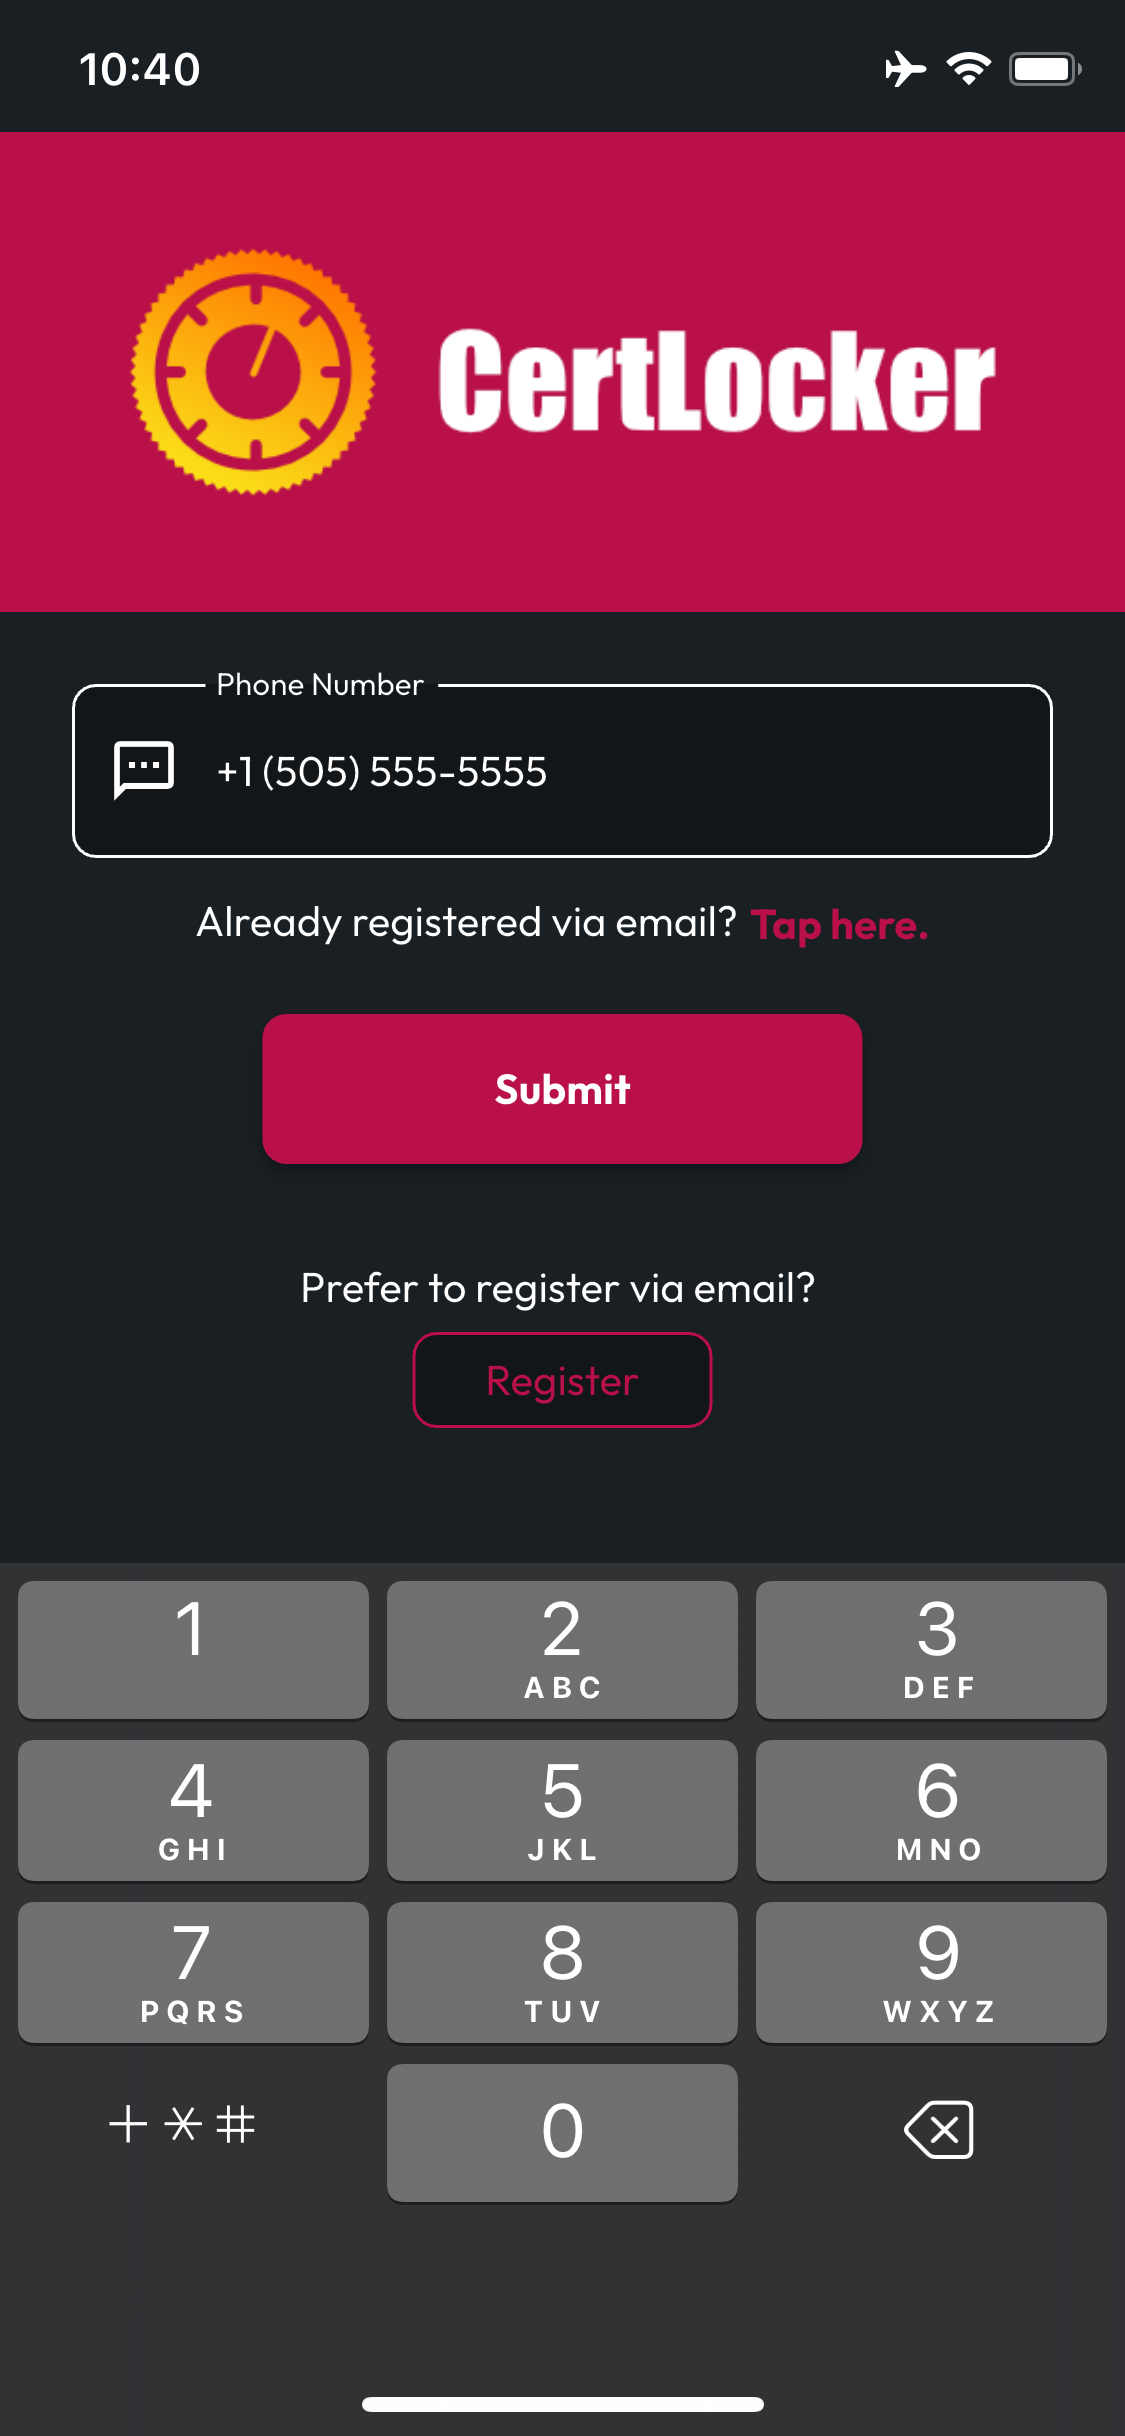 10:40
CertLocker
Phone Number
+1 (505) 555-5555
Already registered via email? Tap here.
Submit
Prefer to register via email?
Register
1 2 3
ABC DEF
4 5 6
GHI JKL MNO
7 8 9
PQRS TUV WXYZ
+*# 0